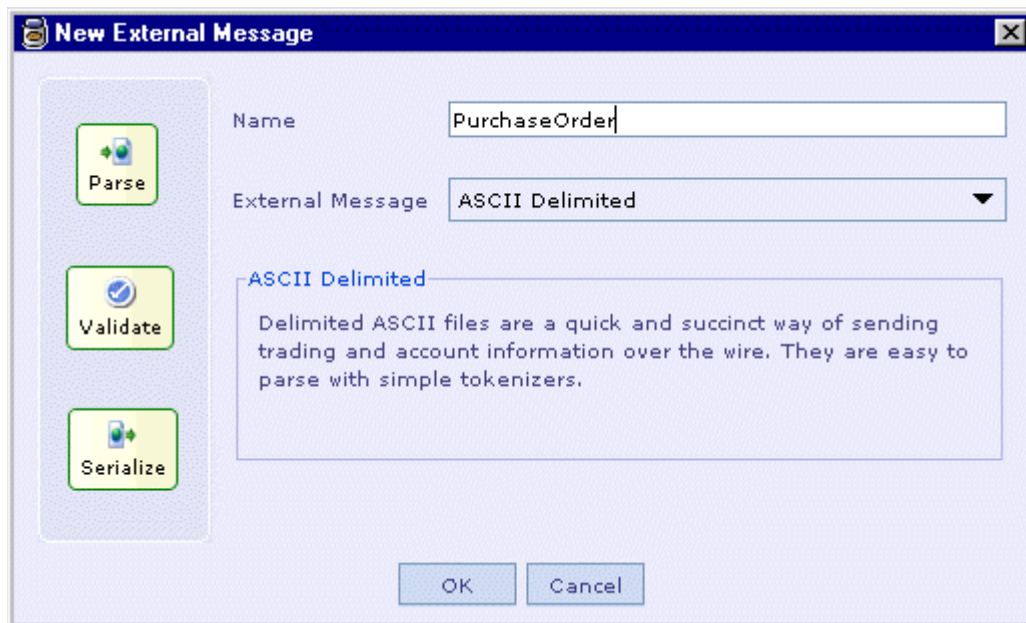 New External Message
Parse
Validate
Serialize
Name
PurchaseOrder
External Message
ASCII Delimited
ASCII Delimited
Delimited ASCII files are a quick and succinct way of sending
trading and account information over the wire. They are easy to
parse with simple tokenizers.
OK
Cancel